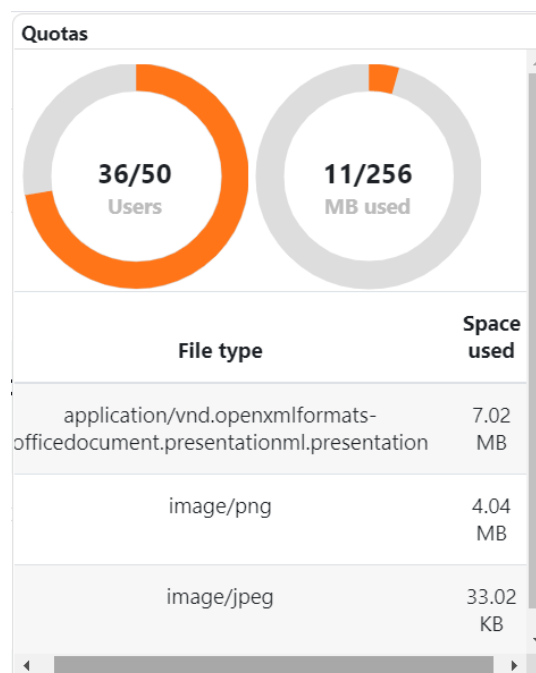 Quotas
36/50
Users
11/256
MB used
File type
Space
used
application/vnd.openxmlformats-
officedocument.presentationml.presentation
7.02
MB
image/png
4.04
MB
image/jpeg
33.02
KB